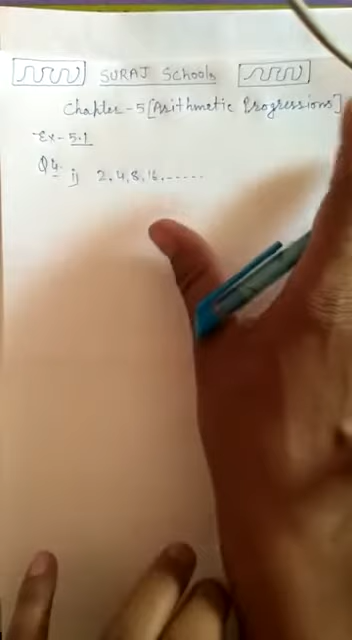 SURAJ Schools
Chapter-5[Arithmetic Progressions]
Ex-5.1
Q4. i) 2,4,8,16,------